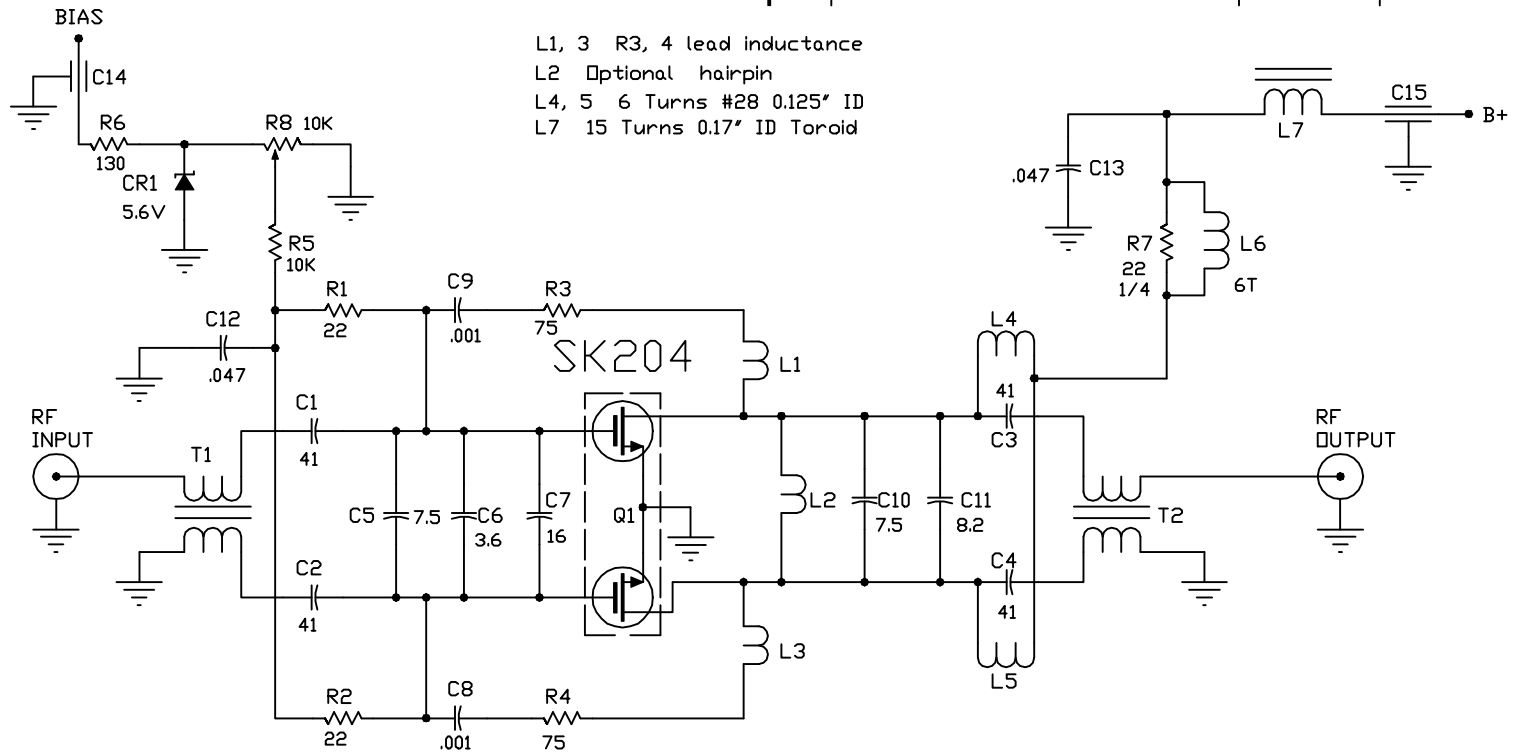 BIAS
C14
R6
130
CR1
5.6V
R8 10K
R5
10K
L1, 3 R3, 4 lead inductance
L2 Optional hairpin
L4, 5 6 Turns #28 0.125" ID
L7 15 Turns 0.17" ID Toroid
L7
C15
B+
.047
C13
R7
22
1/4
L6
6T
C12
.047
R1
22
C9
.001
R3
75
SK204
L1
L4
41
C3
RF
INPUT
T1
C1
41
C5
7.5
C6
3.6
C7
16
Q1
L2
C10
7.5
C11
8.2
RF
OUTPUT
T2
C2
41
C4
41
L3
L5
R2
22
C8
.001
R4
75